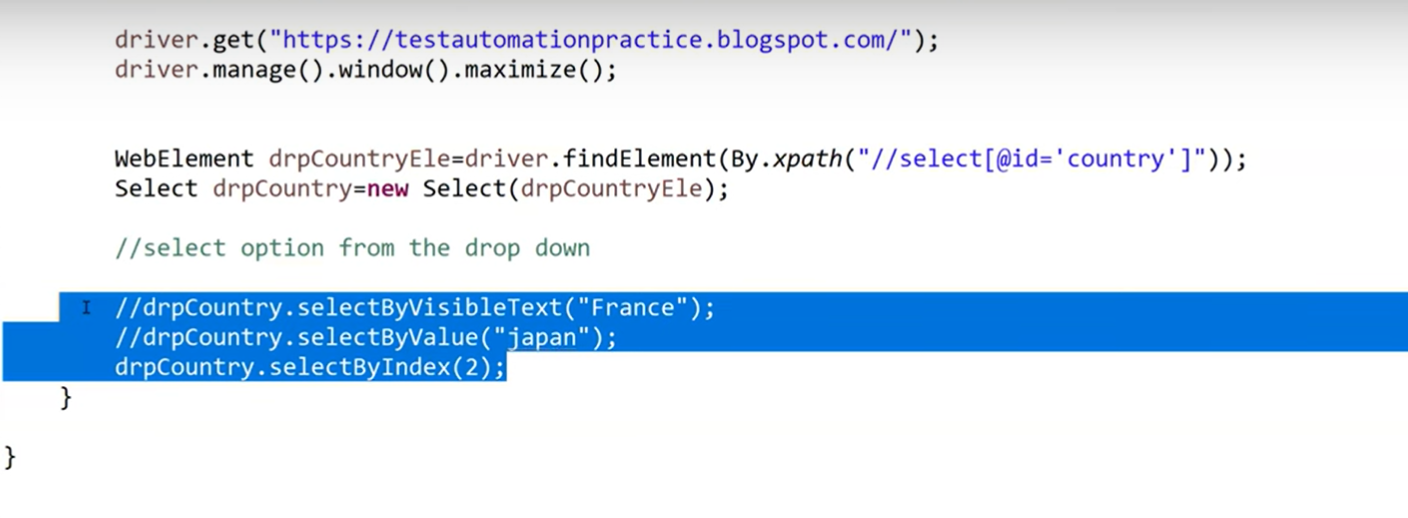 driver.get("https://testautomationpractice.blogspot.com/");
driver.manage().window().maximize();
WebElement drpCountryEle=driver.findElement(By.xpath("//select[@id='country']"));
Select drpCountry=new Select(drpCountryEle);
//select option from the drop down
//drpCountry.selectByVisibleText("France");
//drpCountry.selectByValue("japan");
drpCountry.selectByIndex(2);
}
}